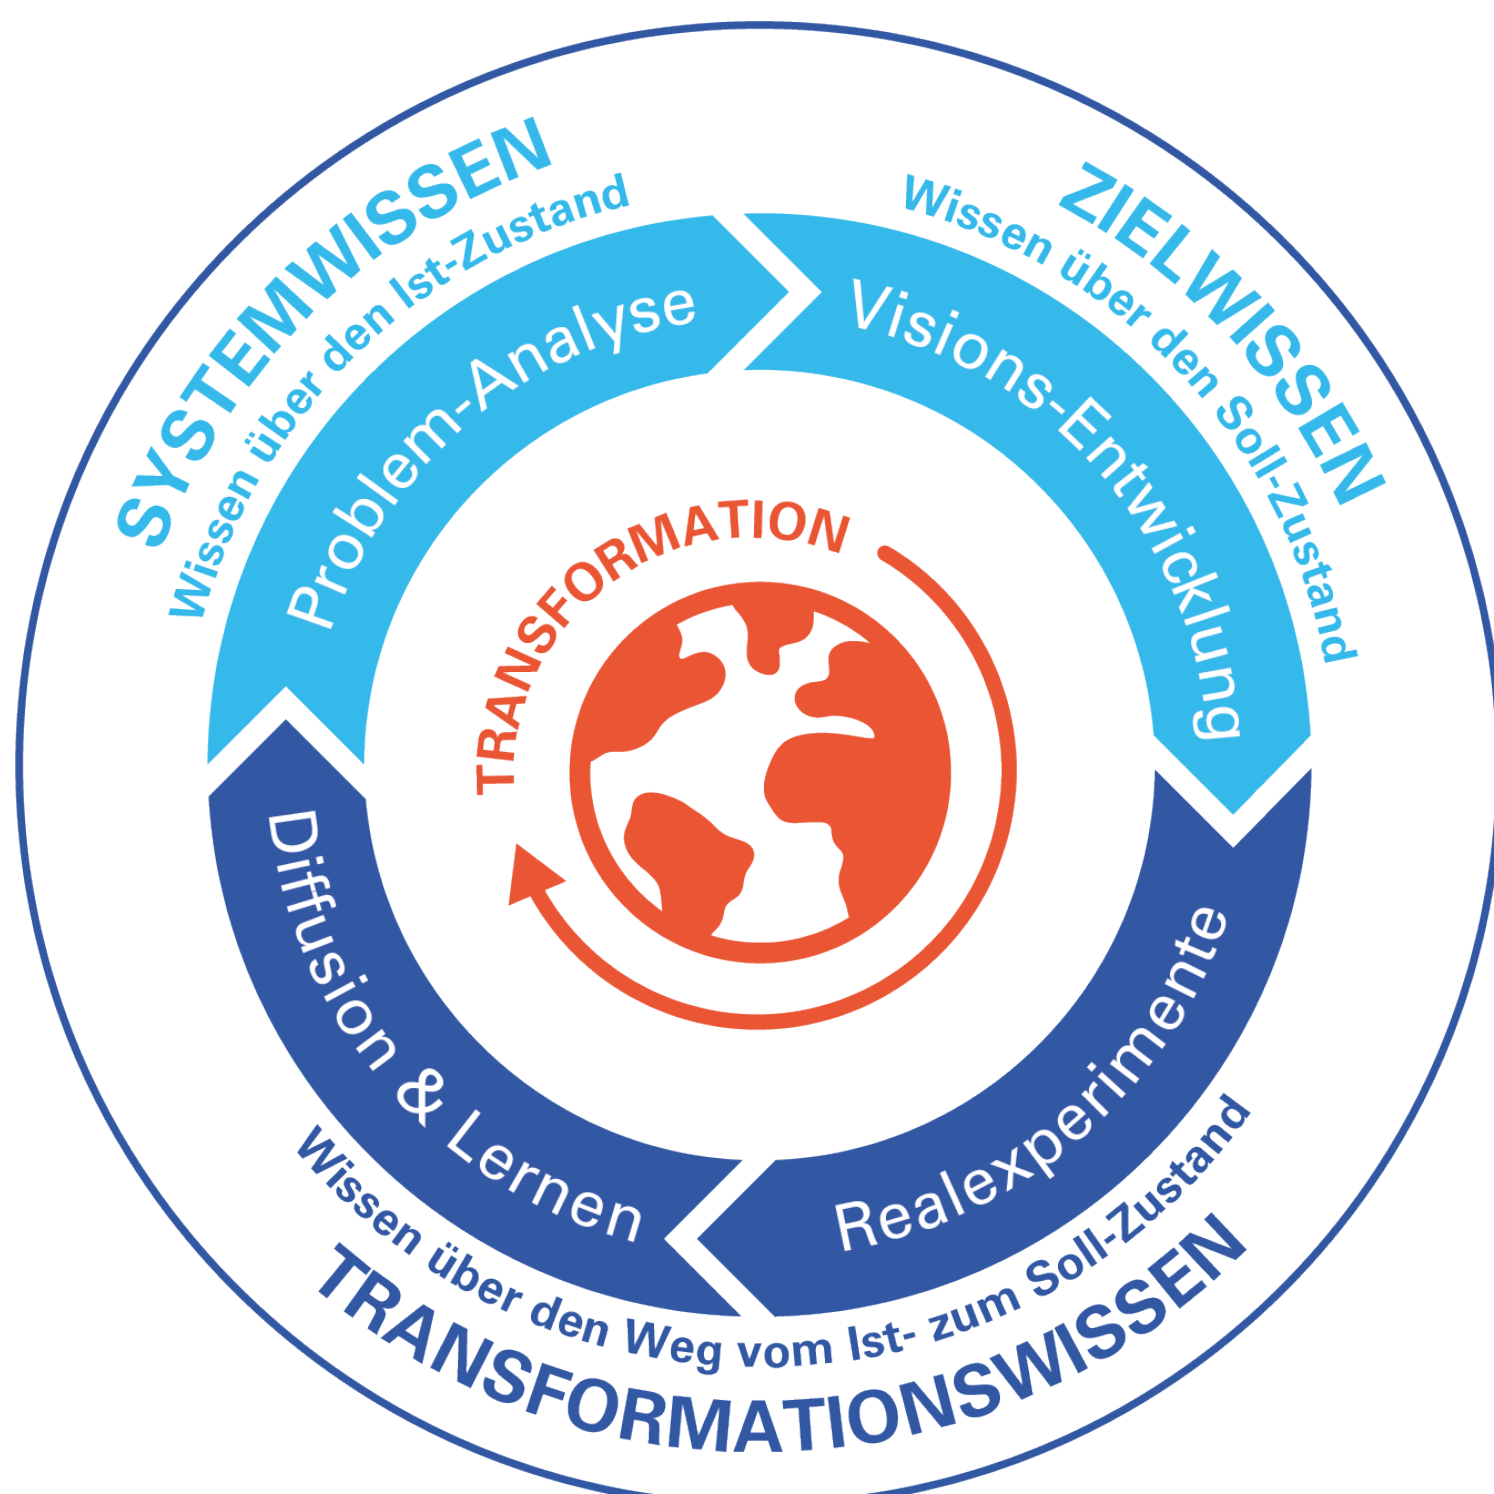 SYSTEMWISSEN
Wissen über den Ist-Zustand
Problem-Analyse
ZIELWISSEN
Wissen über den Soll-Zustand
Visions-Entwicklung
TRANSFORMATION
Realexperimente
Diffusion & Lernen
Wissen über den Weg vom Ist- zum Soll-Zustand
TRANSFORMATIONSWISSEN